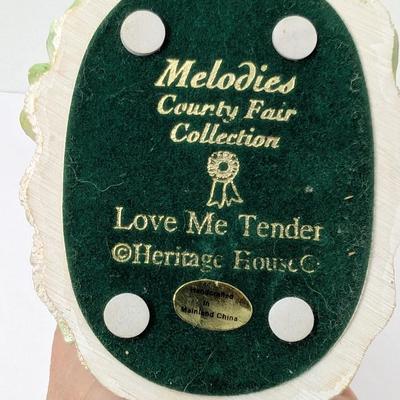 Melodies
County Fair
Collection
Love Me Tender
©Heritage House©
Handcrafted
in
Mainland China